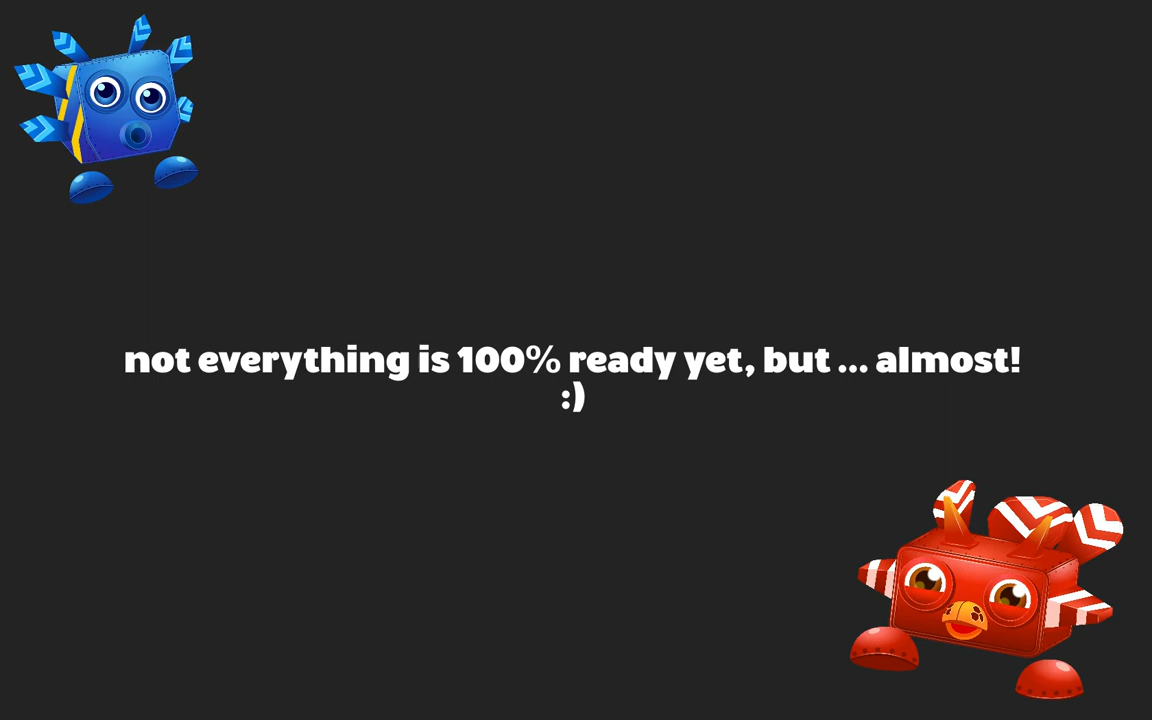 not everything is 100% ready yet, but ... almost!
:)